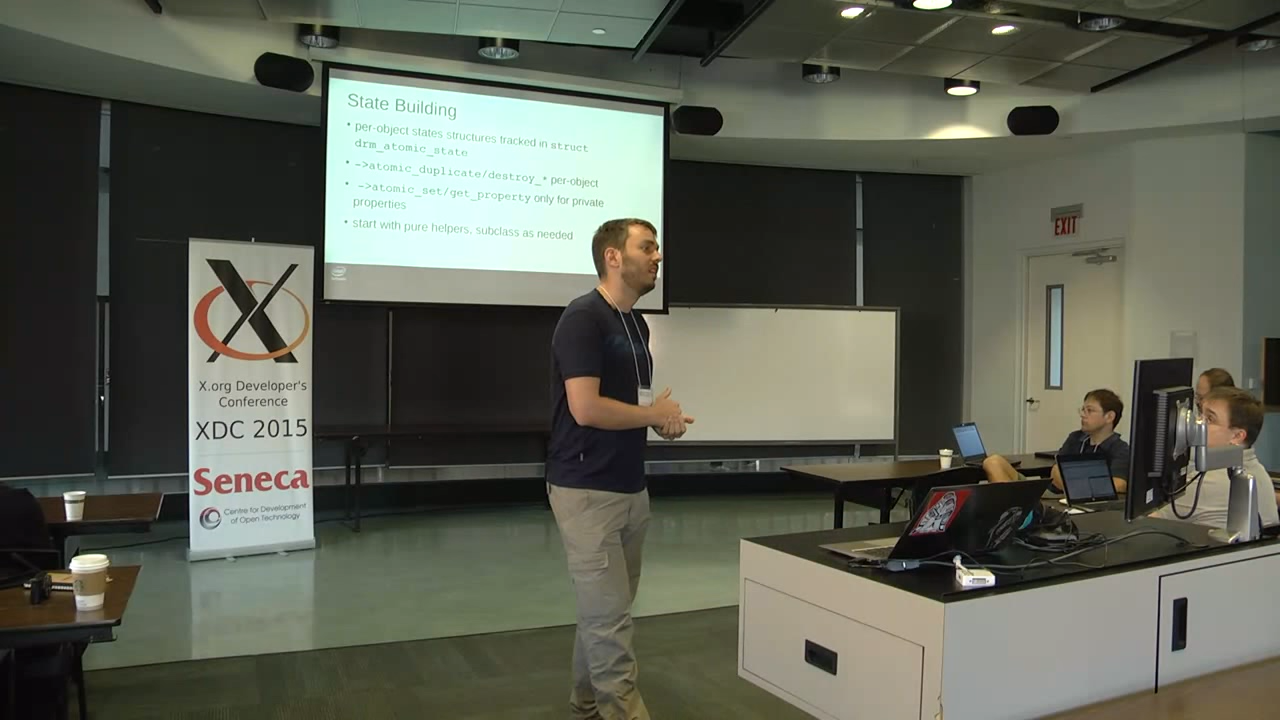 State Building
• per-object states structures tracked in struct
drm_atomic_state
• ->atomic_duplicate/destroy_* per-object
• ->atomic_set/get_property only for private
properties
• start with pure helpers, subclass as needed
EXIT
X
X.org Developer's
Conference
XDC 2015
Seneca
Centre for Development
of Open Technology